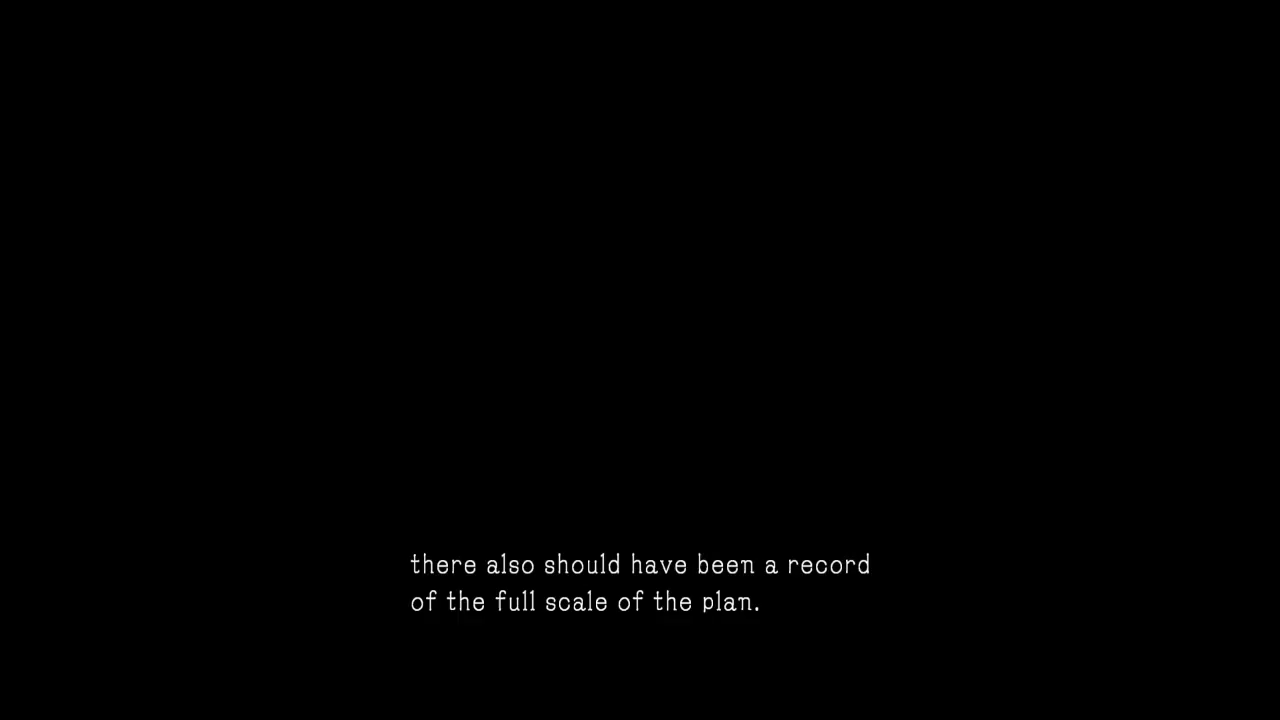 there also should have been a record
of the full scale of the plan.